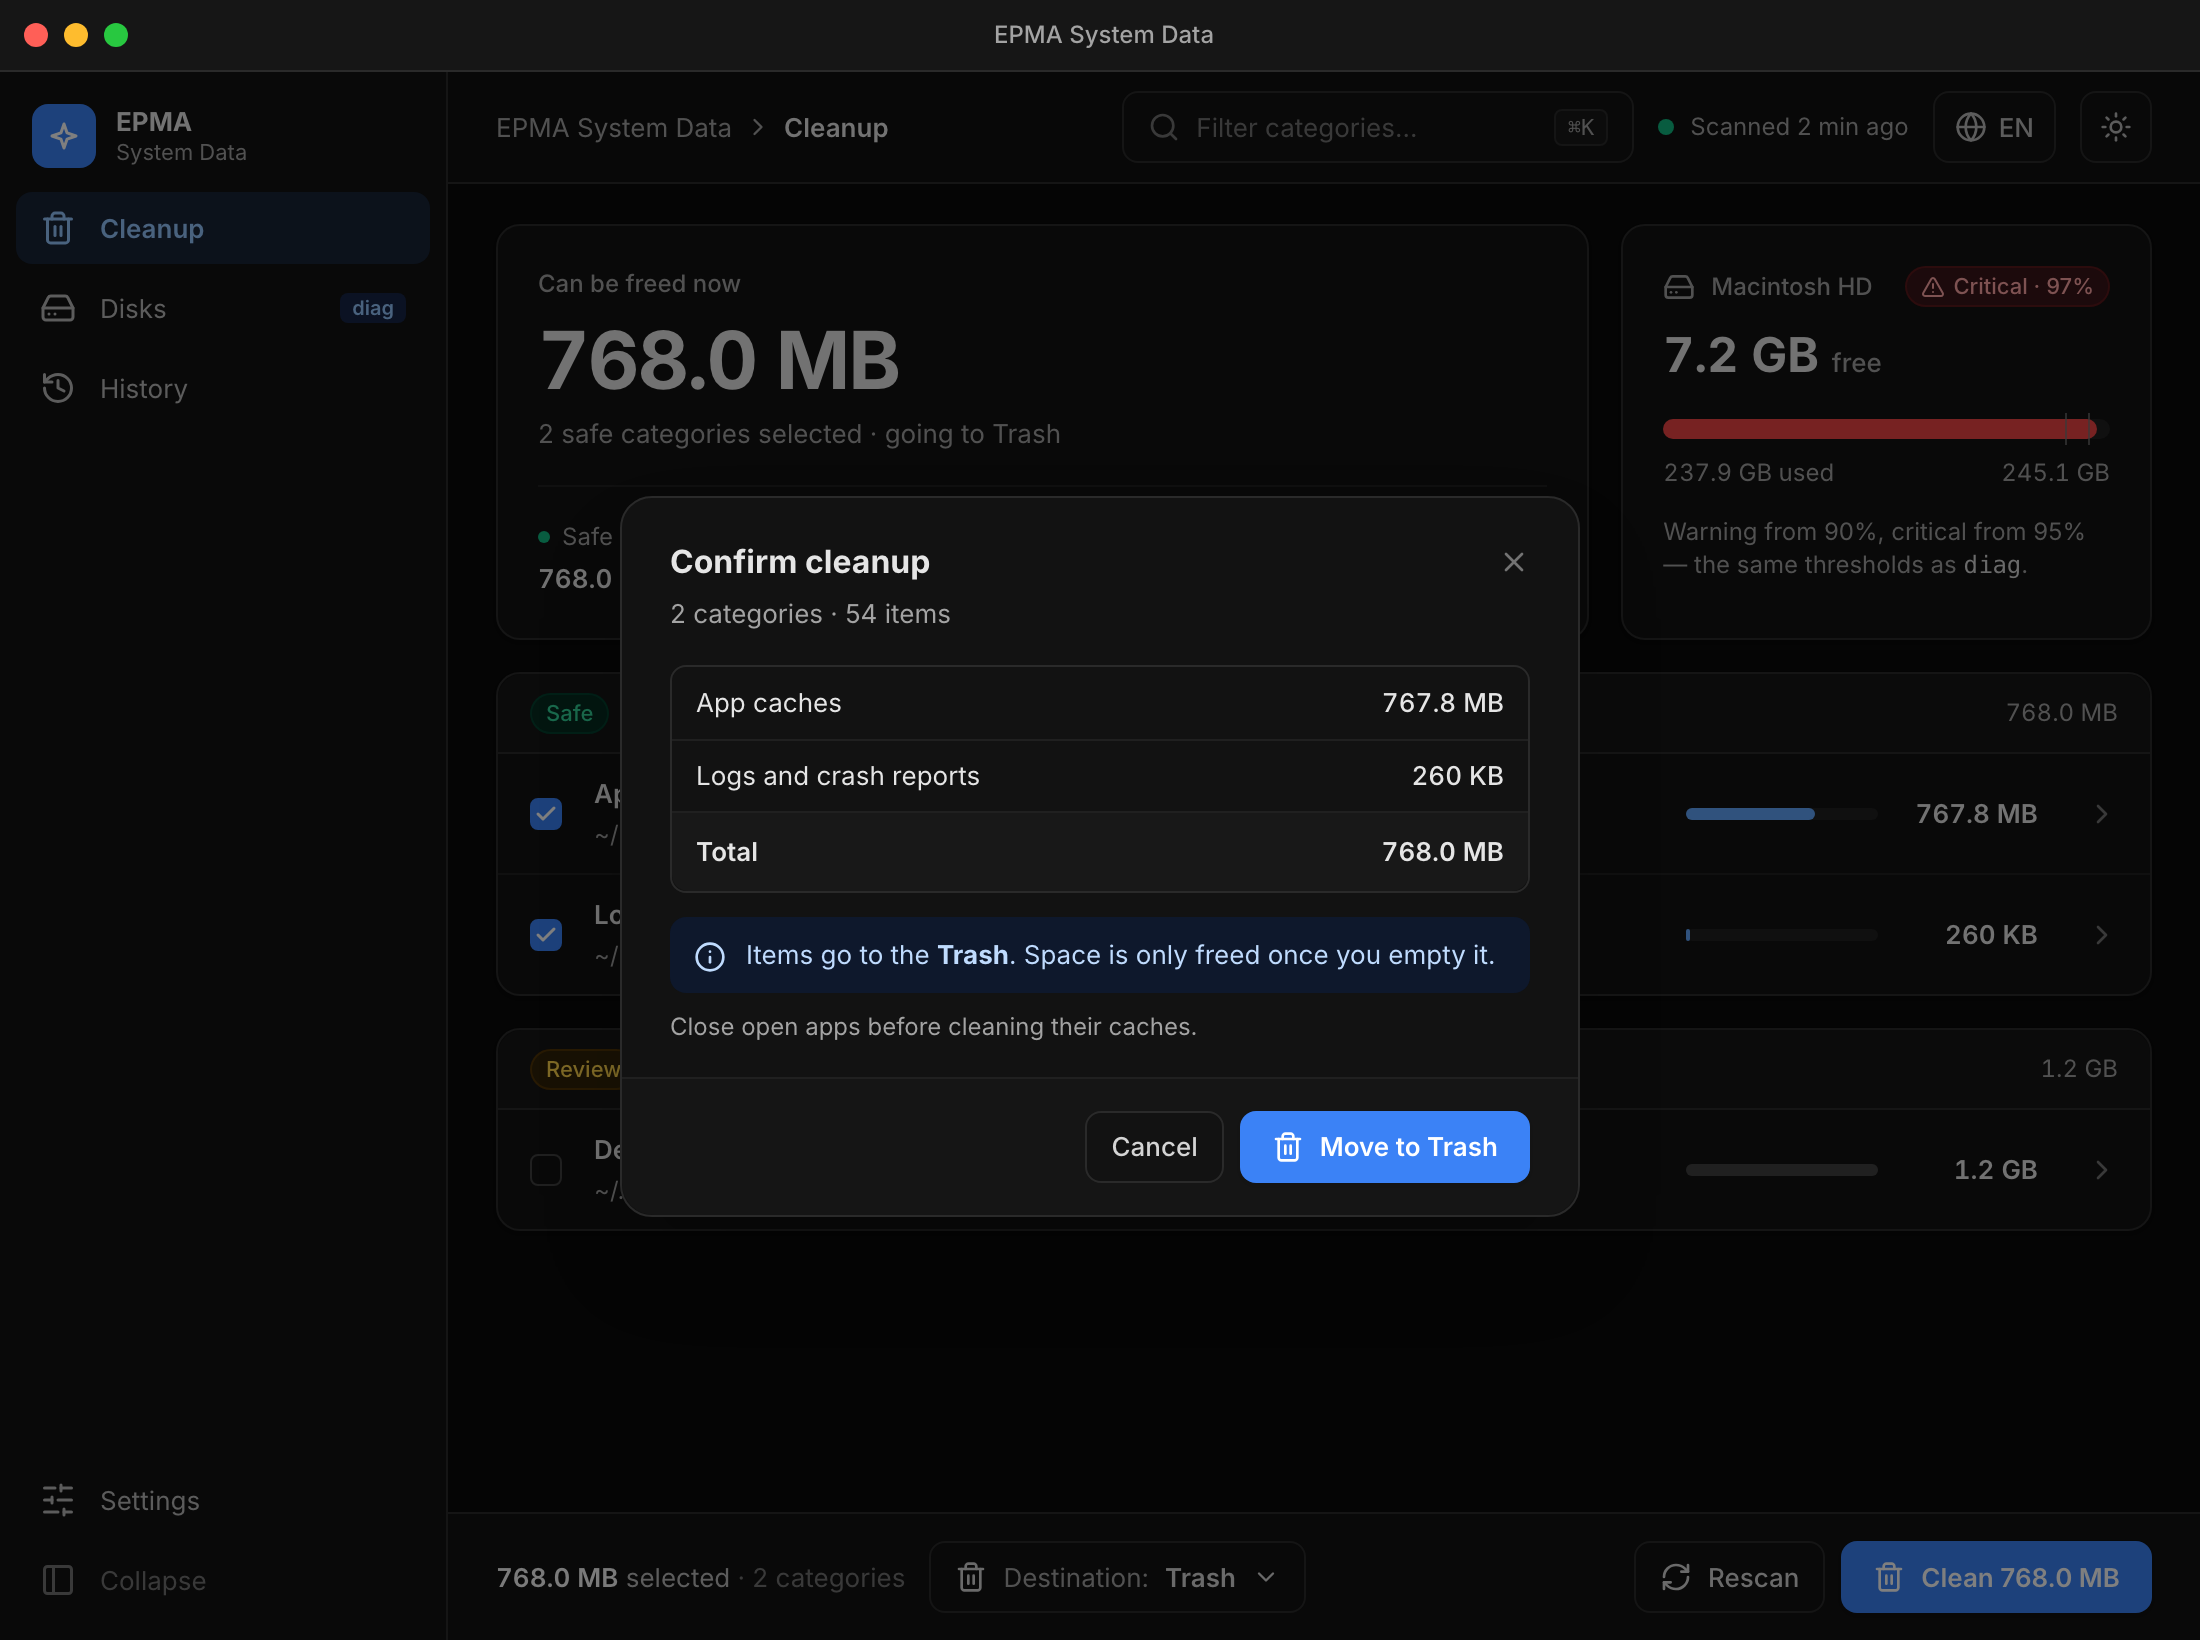 EPMA System Data
EPMA
System Data
Cleanup
Disks
diag
History
Settings
Collapse
EPMA System Data > Cleanup
Filter categories...
⌘K
Scanned 2 min ago
EN
Can be freed now
768.0 MB
2 safe categories selected · going to Trash
Safe
768.0
Macintosh HD
Critical · 97%
7.2 GB free
237.9 GB used
245.1 GB
Warning from 90%, critical from 95%
— the same thresholds as diag.
Safe
768.0 MB
767.8 MB
~/
260 KB
~/
Review
1.2 GB
1.2 GB
Confirm cleanup
2 categories · 54 items
App caches
767.8 MB
Logs and crash reports
260 KB
Total
768.0 MB
Items go to the Trash. Space is only freed once you empty it.
Close open apps before cleaning their caches.
Cancel
Move to Trash
768.0 MB selected · 2 categories
Destination: Trash
Rescan
Clean 768.0 MB